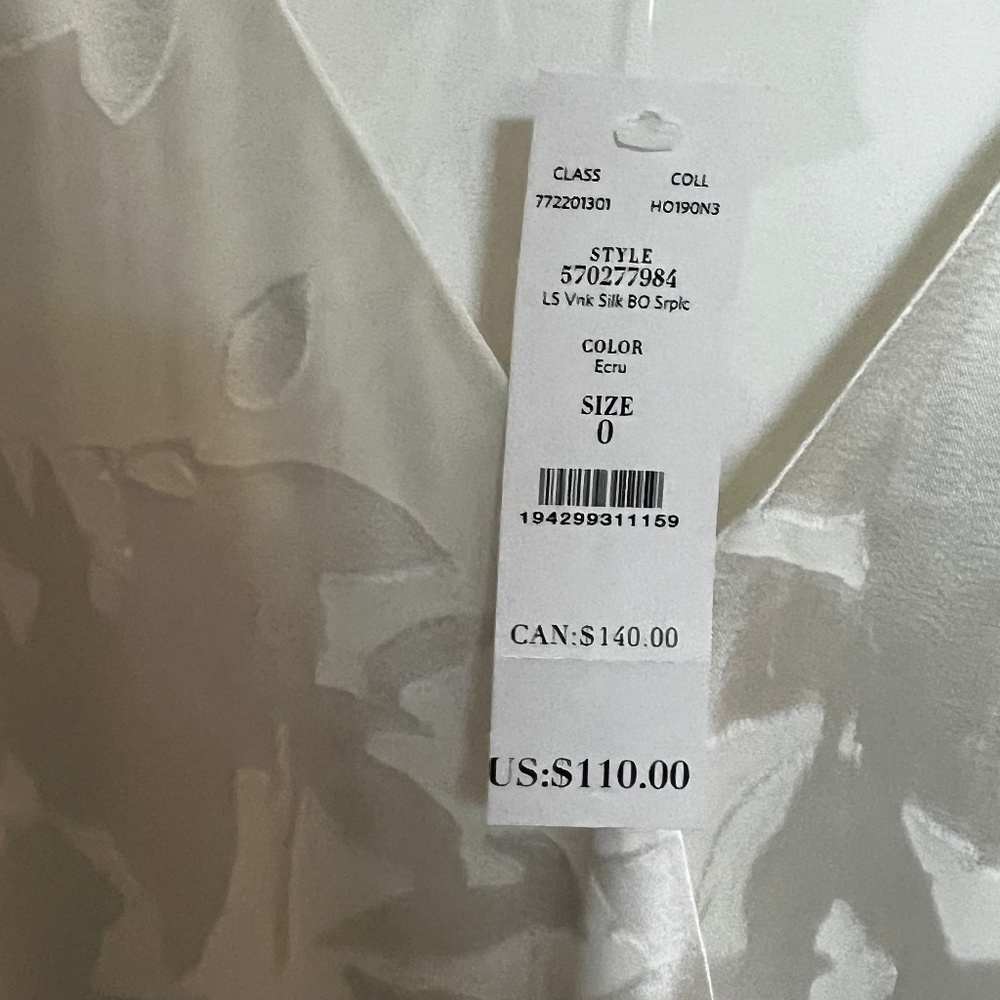 CLASS COLL
772201301 HO190N3
STYLE
570277984
LS Vnk Silk BO Srplc
COLOR
Ecru
SIZE
0
194299311159
CAN:$140.00
US:$110.00